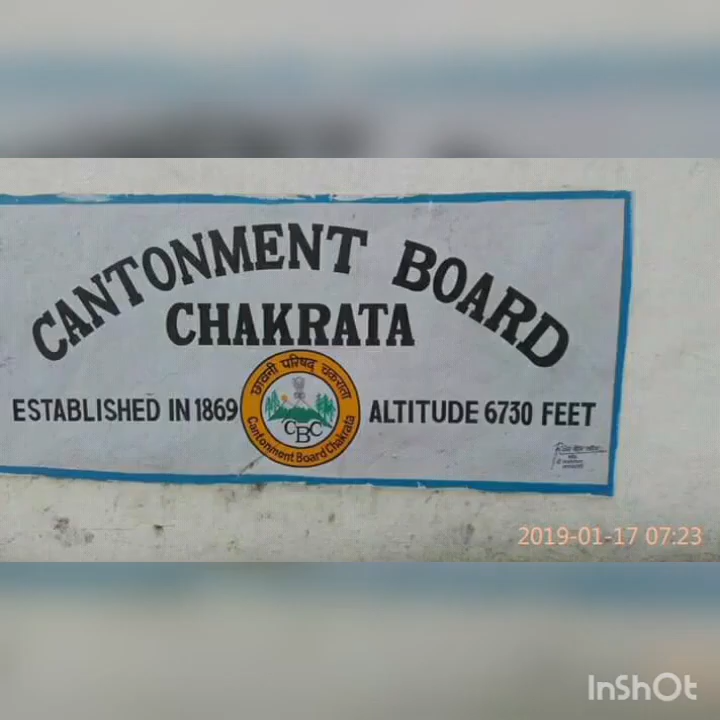 CANTONMENT BOARD
CHAKRATA
ESTABLISHED IN 1869
छावनी परिषद् चकराता
CBC
Cantonment Board Chakrata
ALTITUDE 6730 FEET
2019-01-17 07:23
InShOt